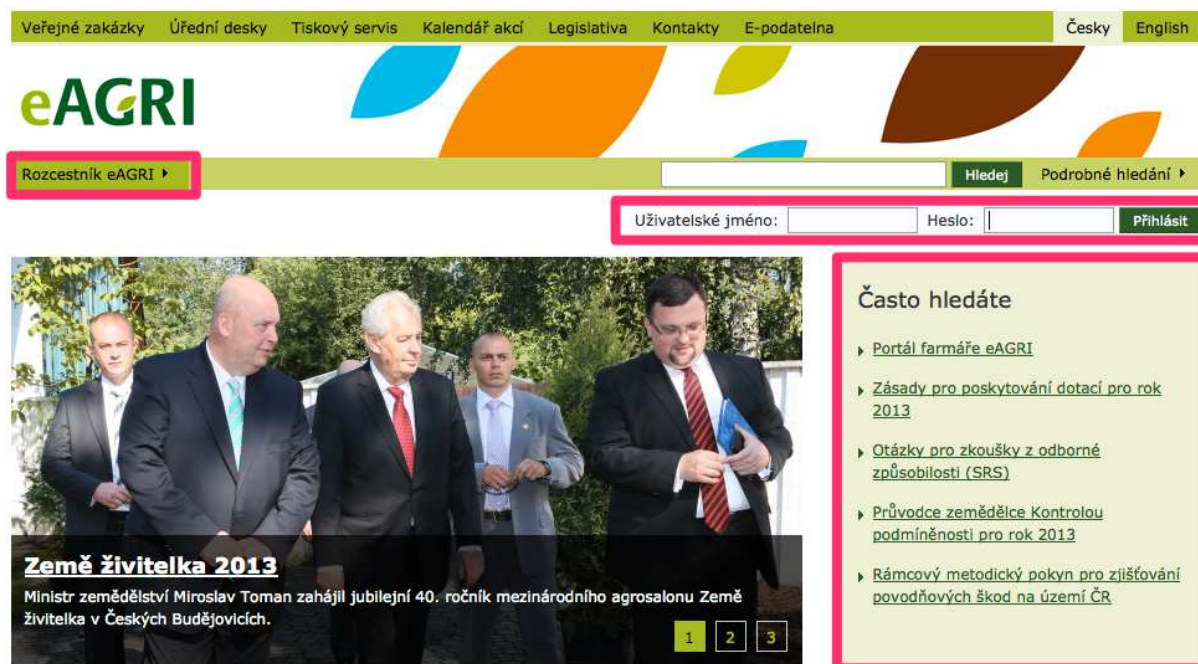 Veřejné zakázky Úřední desky Tiskový servis Kalendář akcí Legislativa Kontakty E-podatelna Česky English
eAGRI
Rozcestník eAGRI Hledej Podrobné hledání
Uživatelské jméno: Heslo: Přihlásit
Často hledáte
Portál farmáře eAGRI
Zásady pro poskytování dotací pro rok
2013
Otázky pro zkoušky z odborné
způsobilosti (SRS)
Průvodce zemědělce Kontrolou
podmíněnosti pro rok 2013
Rámcový metodický pokyn pro zjišťování
povodňových škod na území ČR
Země živitelka 2013
Ministr zemědělství Miroslav Toman zahájil jubilejní 40. ročník mezinárodního agrosalonu Země
živitelka v Českých Budějovicích.
1 2 3